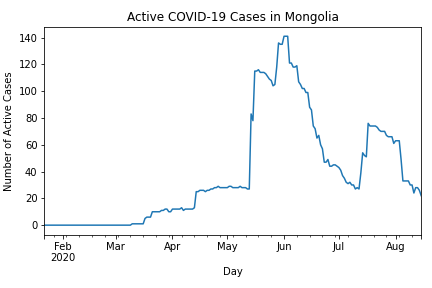 Active COVID-19 Cases in Mongolia
Number of Active Cases
140
120
100
80
60
40
20
0
Feb Mar Apr May Jun Jul Aug
2020
Day